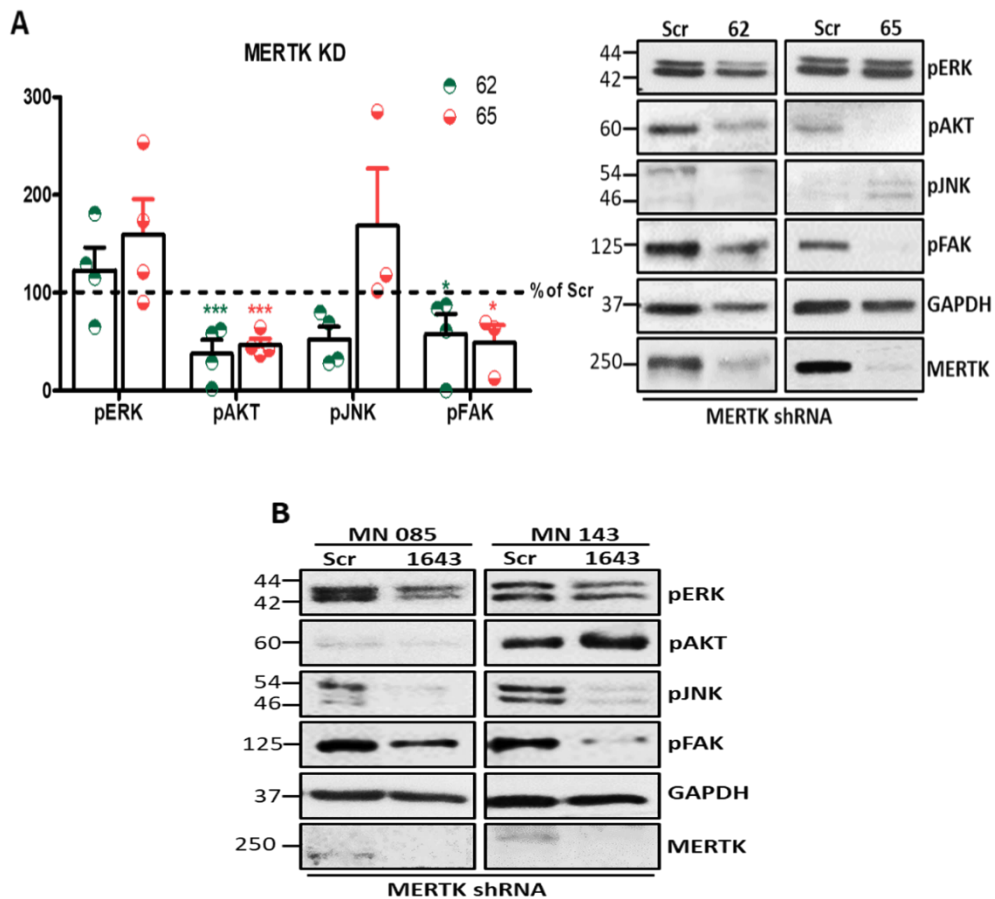 A
MERTK KD
62
65
300
200
100
0
% of Scr
***
***
*
*
pERK
pAKT
pJNK
pFAK
Scr 62 Scr 65
44
42
pERK
60
pAKT
54
46
pJNK
125
pFAK
37
GAPDH
250
MERTK
MERTK shRNA
B
MN 085 MN 143
Scr 1643 Scr 1643
44
42
pERK
60
pAKT
54
46
pJNK
125
pFAK
37
GAPDH
250
MERTK
MERTK shRNA